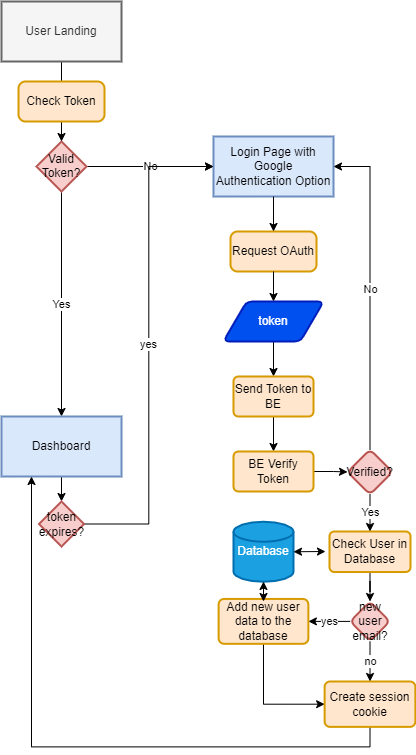 User Landing
Check Token
Valid
Token?
No
Login Page with
Google
Authentication Option
Request OAuth
No
Yes
token
yes
Send Token to
BE
Dashboard
BE Verify
Token
Verified?
token
expires?
Yes
Database
Check User in
Database
Add new user
data to the
database
yes
new
user
email?
no
Create session
cookie